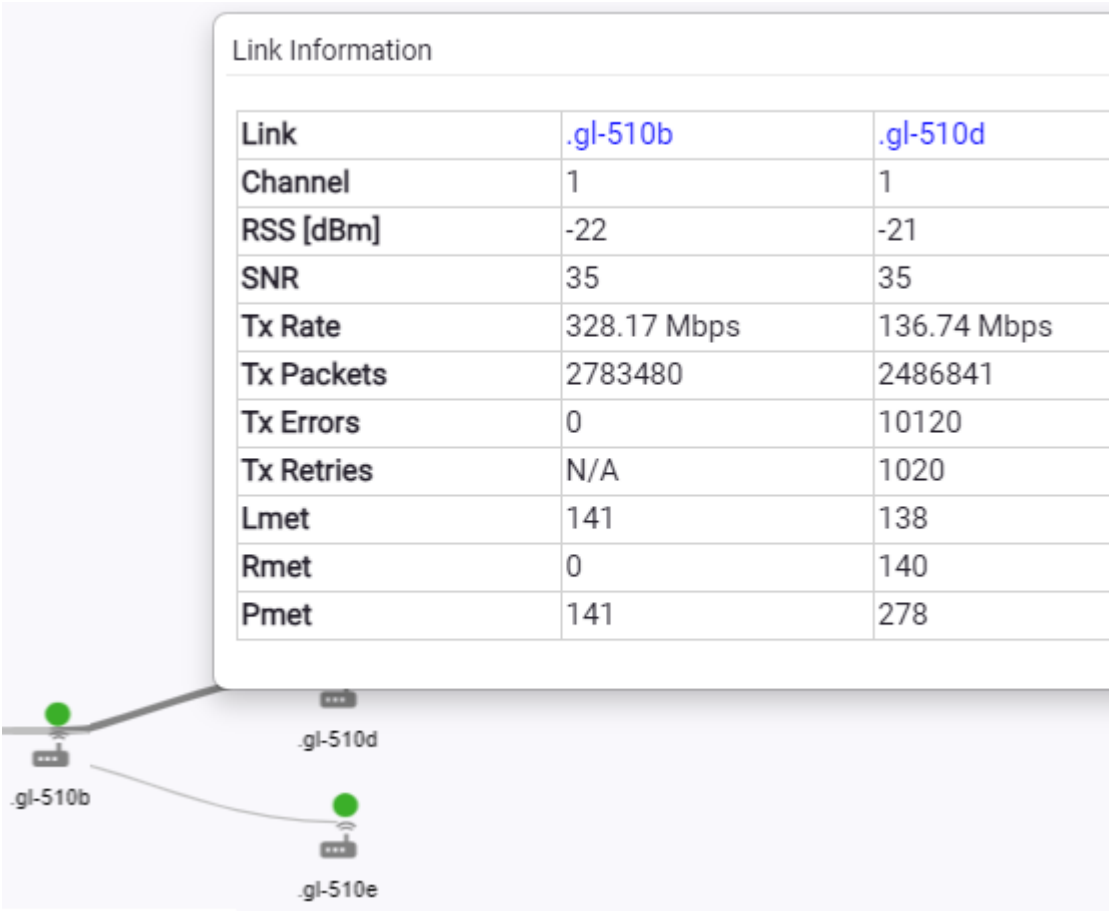 Link Information
Link .gl-510b .gl-510d
Channel 1 1
RSS [dBm] -22 -21
SNR 35 35
Tx Rate 328.17 Mbps 136.74 Mbps
Tx Packets 2783480 2486841
Tx Errors 0 10120
Tx Retries N/A 1020
Lmet 141 138
Rmet 0 140
Pmet 141 278
.gl-510d
.gl-510b
.gl-510e